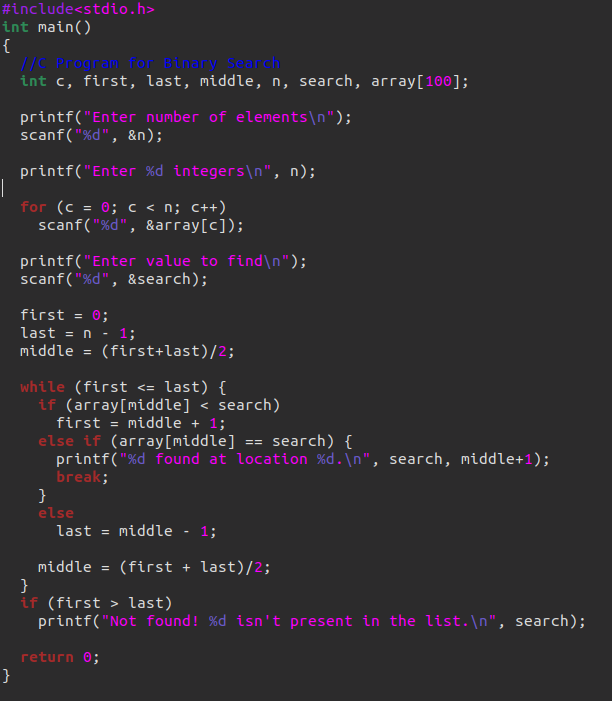 #include<stdio.h>
int main()
{
  //C Program for Binary Search
  int c, first, last, middle, n, search, array[100];

  printf("Enter number of elements\n");
  scanf("%d", &n);

  printf("Enter %d integers\n", n);

  for (c = 0; c < n; c++)
    scanf("%d", &array[c]);

  printf("Enter value to find\n");
  scanf("%d", &search);

  first = 0;
  last = n - 1;
  middle = (first+last)/2;

  while (first <= last) {
    if (array[middle] < search)
      first = middle + 1;
    else if (array[middle] == search) {
      printf("%d found at location %d.\n", search, middle+1);
      break;
    }
    else
      last = middle - 1;

    middle = (first + last)/2;
  }
  if (first > last)
    printf("Not found! %d isn't present in the list.\n", search);

  return 0;
}